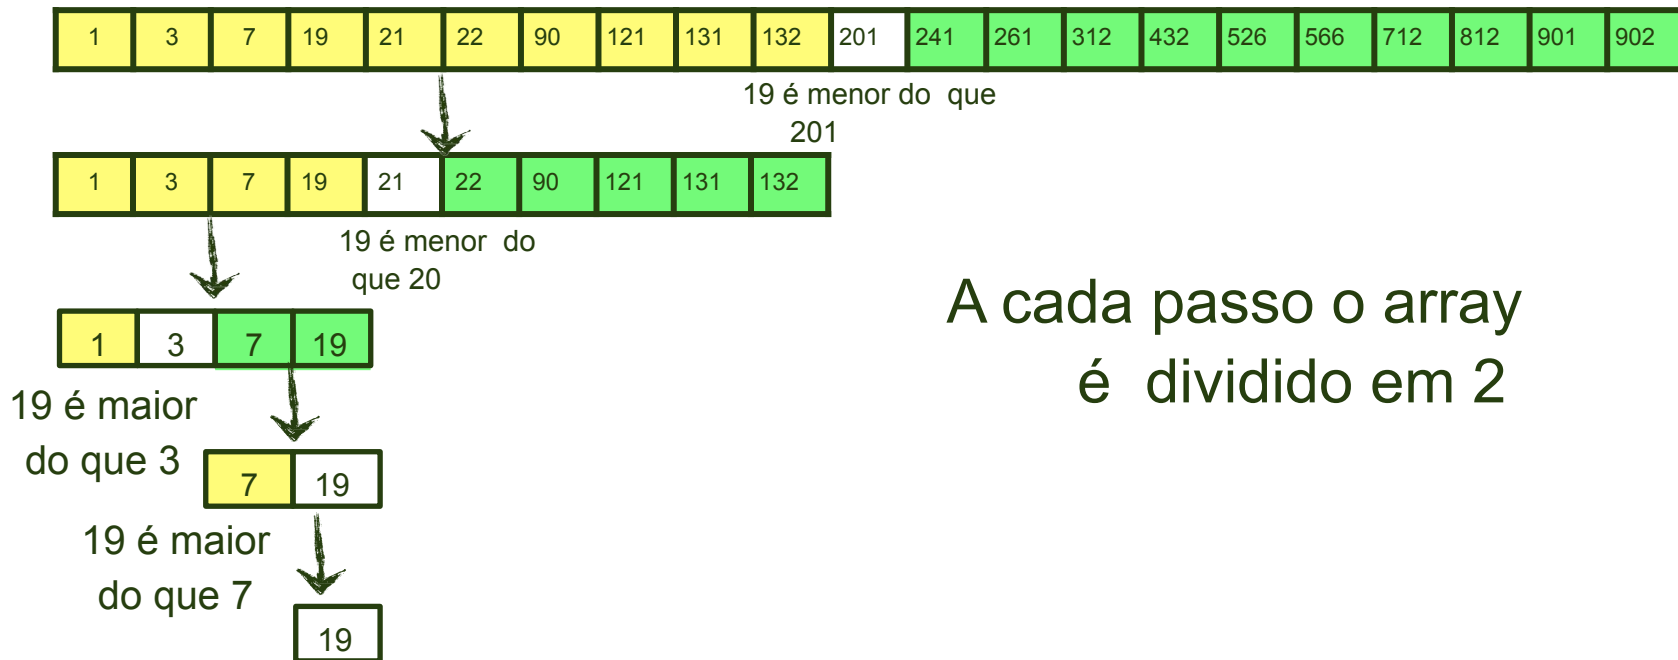 1 3 7 19 21 22 90 121 131 132 201 241 261 312 432 526 566 712 812 901 902
19 é menor do que
201
1 3 7 19 21 22 90 121 131 132
19 é menor do
que 20
A cada passo o array
é dividido em 2
1 3 7 19
19 é maior
do que 3
7 19
19 é maior
do que 7
19